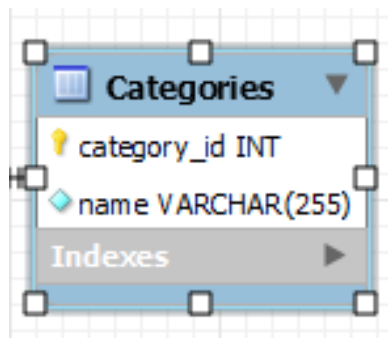 Categories
category_id INT
name VARCHAR(255)
Indexes